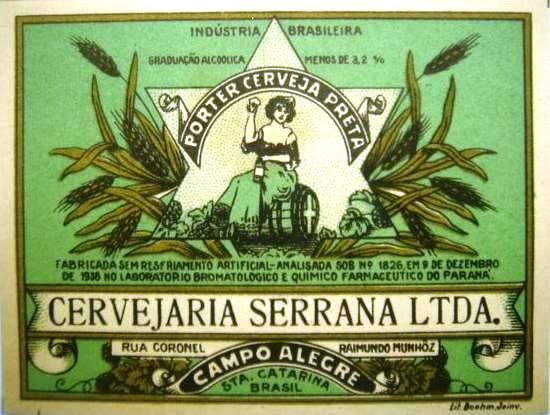 INDÚSTRIA BRASILEIRA
GRADUAÇÃO ALCOOLICA MENOS DE 3,2 %
PORTER CERVEJA PRETA
FABRICADA SEM RESFRIAMENTO ARTIFICIAL-ANALISADA SOB Nº 1826, EM 9 DE DEZEMBRO
DE 1938 NO LABORATORIO BROMATOLOGICO E QUIMICO FARMACEUTICO DO PARANÁ
CERVEJARIA SERRANA LTDA.
RUA CORONEL RAIMUNDO MUNHÓZ
CAMPO ALEGRE
STA. CATARINA
BRASIL
Lit. Boehm, Joinv.